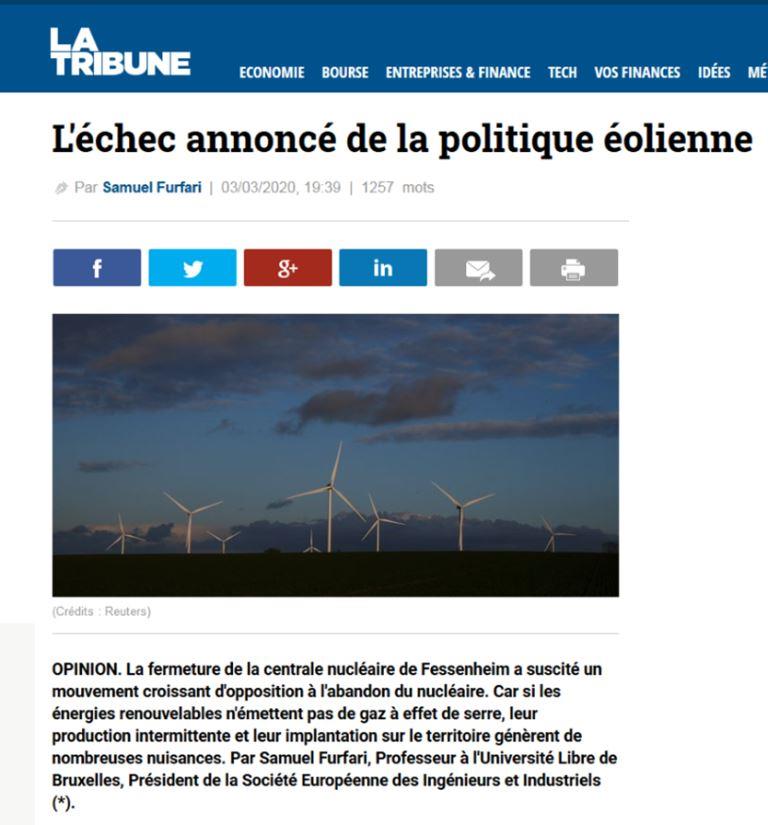 LA
TRIBUNE
ECONOMIE BOURSE ENTREPRISES & FINANCE TECH VOS FINANCES IDÉES MÉ
L'échec annoncé de la politique éolienne
Par Samuel Furfari | 03/03/2020, 19:39 | 1257 mots
f g+ in
(Crédits : Reuters)
OPINION. La fermeture de la centrale nucléaire de Fessenheim a suscité un
mouvement croissant d'opposition à l'abandon du nucléaire. Car si les
énergies renouvelables n'émettent pas de gaz à effet de serre, leur
production intermittente et leur implantation sur le territoire génèrent de
nombreuses nuisances. Par Samuel Furfari, Professeur à l'Université Libre de
Bruxelles, Président de la Société Européenne des Ingénieurs et Industriels
(*).